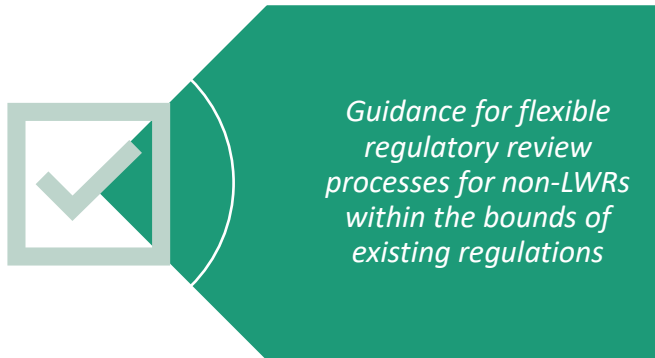 Guidance for flexible
regulatory review
processes for non-LWRs
within the bounds of
existing regulations